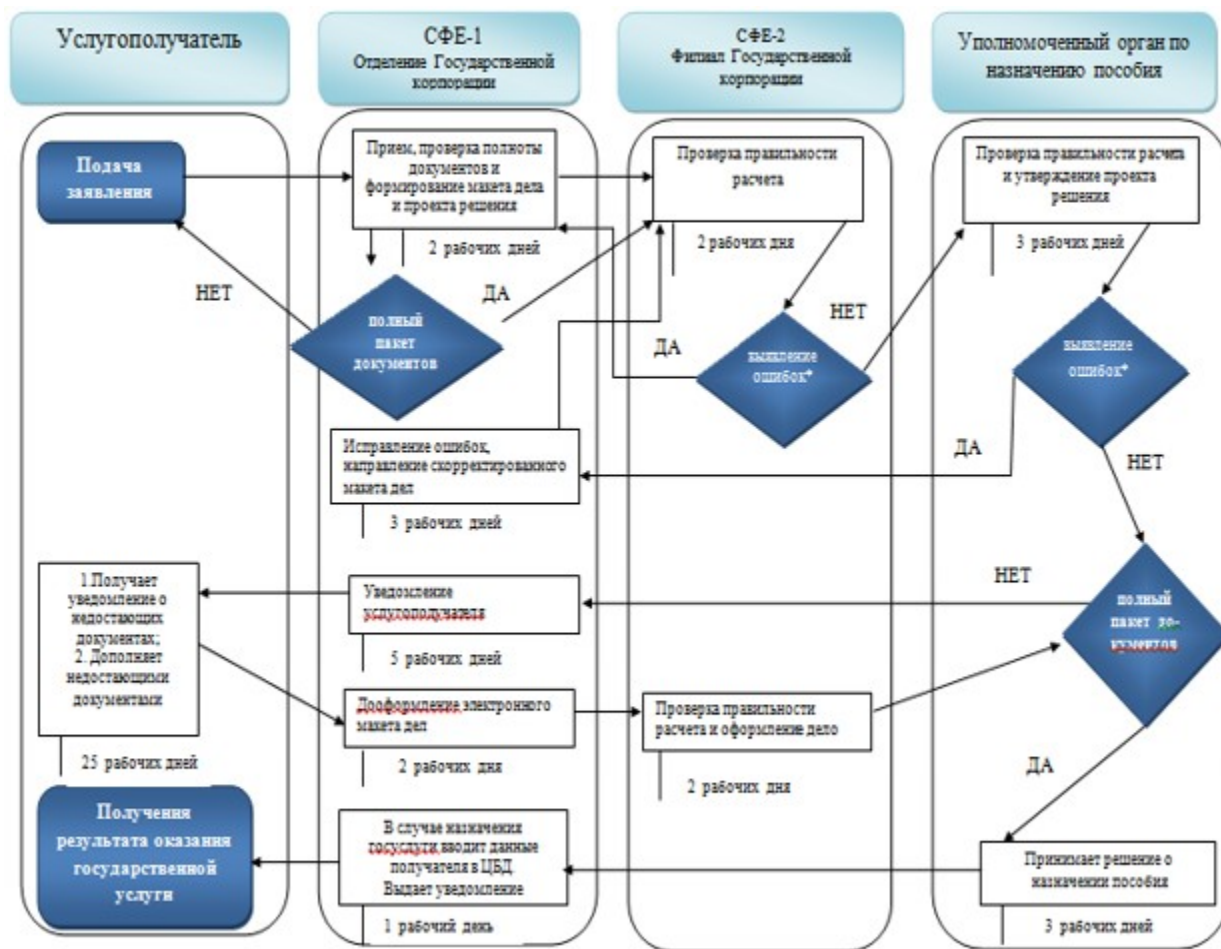 Услугополучатель
СФЕ-1
Отделение Государственной
корпорации
СФЕ-2
Филиал Государственной
корпорации
Уполномоченный орган по
назначению пособия
Подача
заявления
Прием, проверка полноты
документов и
формирование макета дела
и проекта решения
Проверка правильности
расчета
Проверка правильности расчета
и утверждение проекта
решения
2 рабочих дней
2 рабочих дня
3 рабочих дней
НЕТ
ДА
полный
пакет
документов
ДА
выявление
ошибок*
НЕТ
выявление
ошибок*
Исправление ошибок,
направление скорректированного
макета дел
ДА
НЕТ
3 рабочих дней
1.Получает
уведомление о
недостающих
документах;
2. Дополняет
недостающими
документами
Уведомление
услугополучателя
НЕТ
полный
пакет до-
кументов
5 рабочих дней
Дооформление электронного
макета дел
Проверка правильности
расчета и оформление дело
25 рабочих дней
2 рабочих дня
2 рабочих дня
ДА
Получения
результата оказания
государственной
услуги
В случае назначения
госуслуги вводит данные
получателя в ЦБД.
Выдает уведомление
Принимает решение о
назначении пособия
1 рабочий день
3 рабочих дней